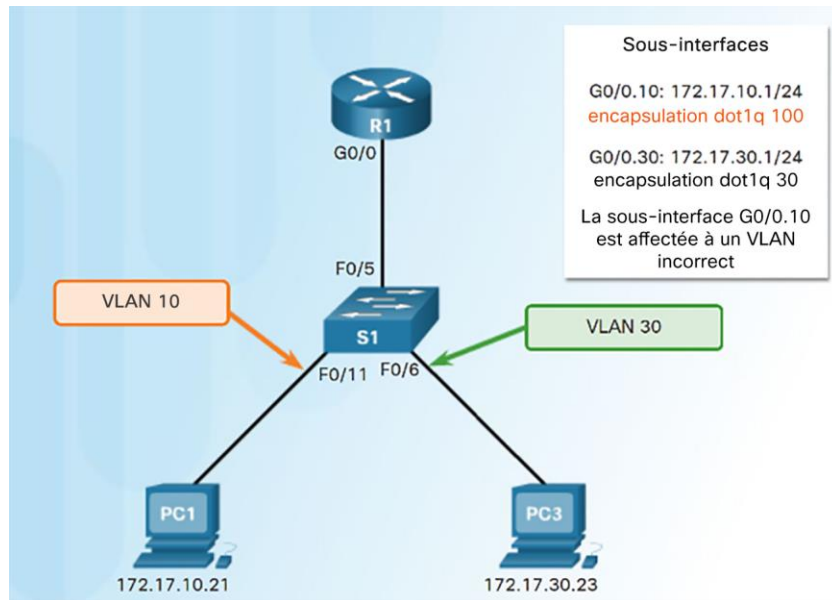 Sous-interfaces
G0/0.10: 172.17.10.1/24
encapsulation dot1q 100
G0/0.30: 172.17.30.1/24
encapsulation dot1q 30
La sous-interface G0/0.10
est affectée à un VLAN
incorrect
R1
G0/0
F0/5
VLAN 10
S1
VLAN 30
F0/11
F0/6
PC1
PC3
172.17.10.21
172.17.30.23